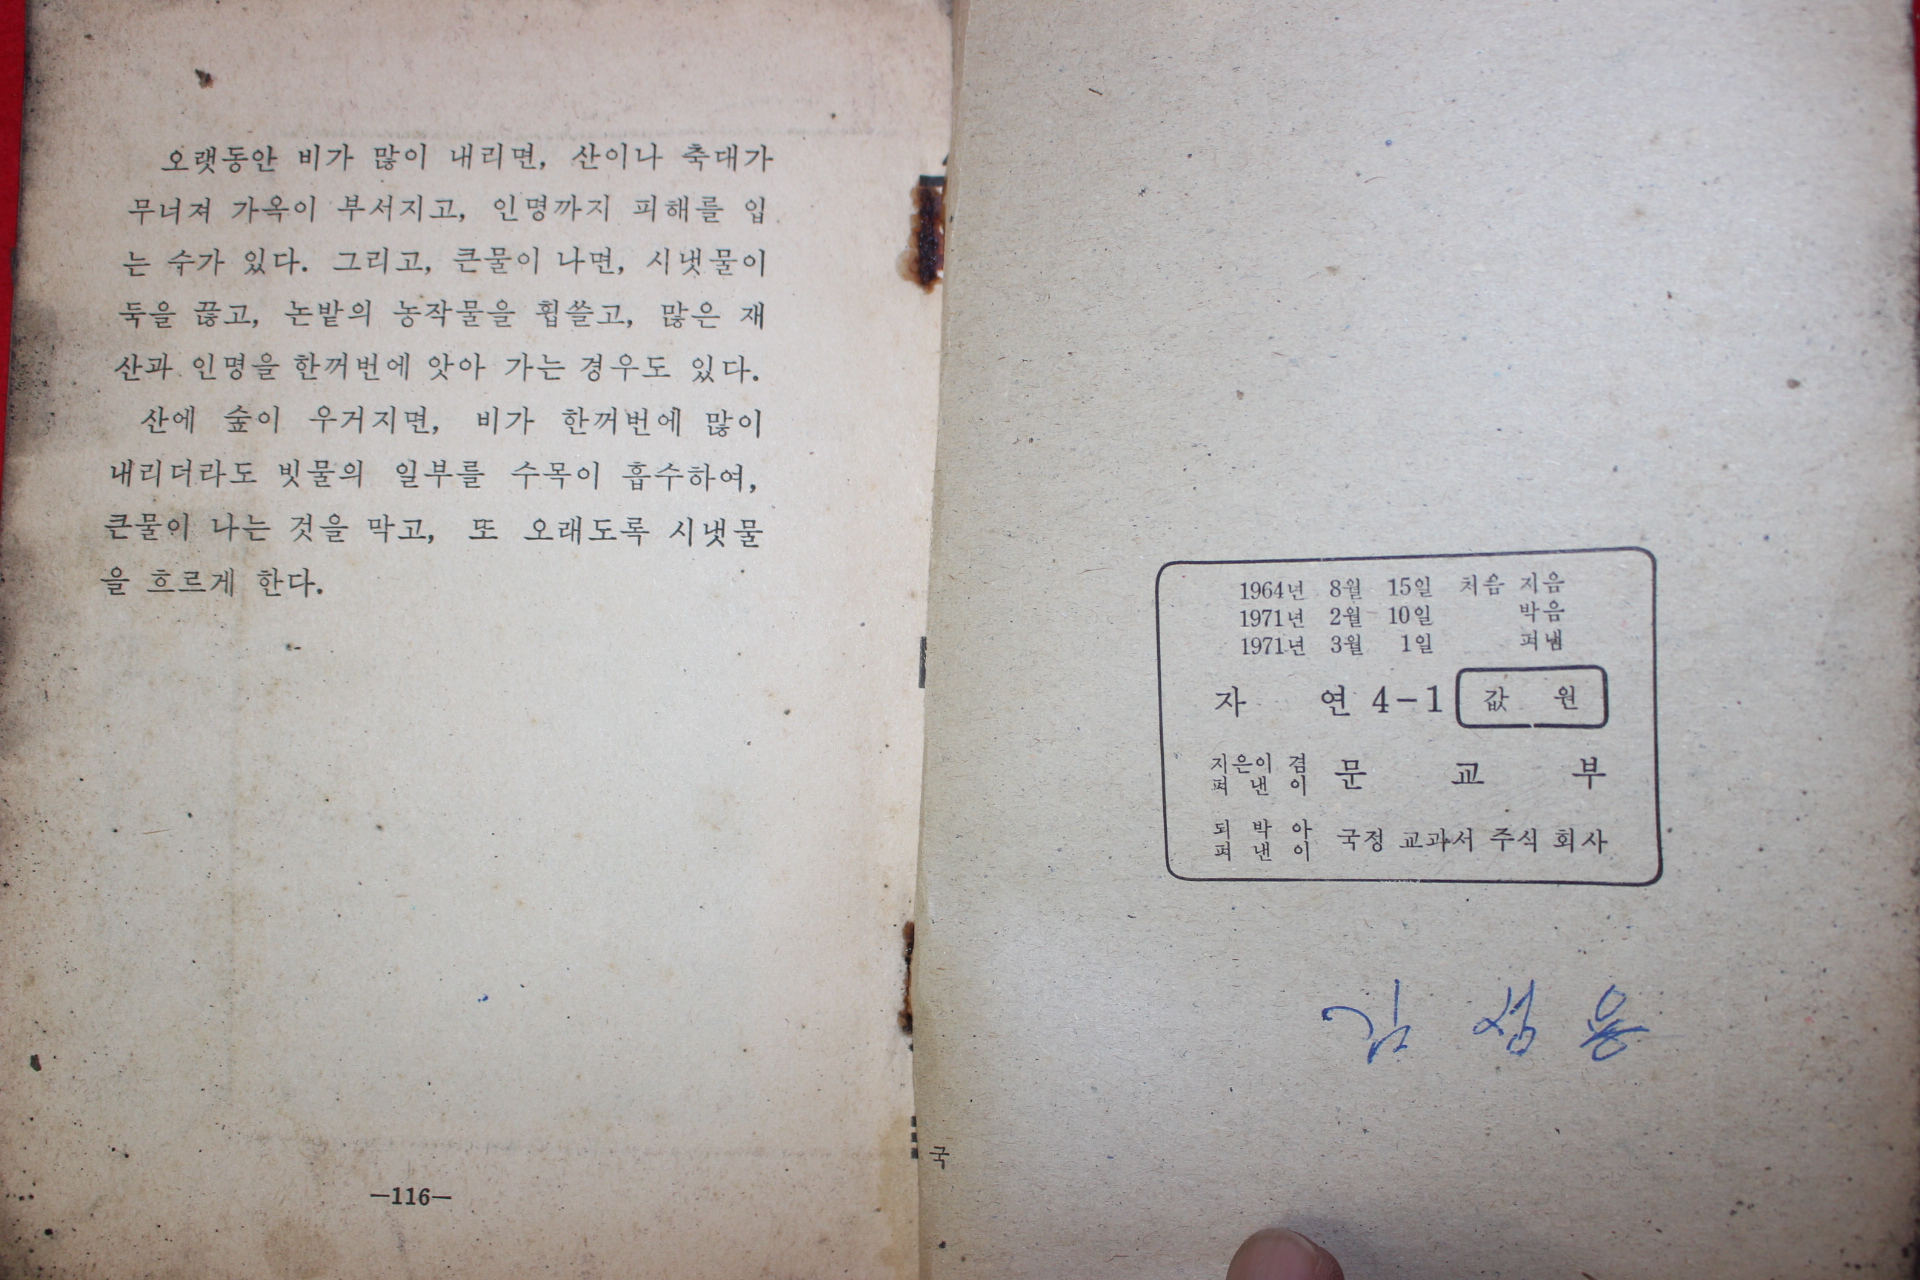 오랫동안 비가 많이 내리면, 산이나 축대가
무너져 가옥이 부서지고, 인명까지 피해를 입
는 수가 있다. 그리고, 큰물이 나면, 시냇물이
둑을 끊고, 논밭의 농작물을 휩쓸고, 많은 재
산과 인명을 한꺼번에 앗아 가는 경우도 있다.
산에 숲이 우거지면, 비가 한꺼번에 많이
내리더라도 빗물의 일부를 수목이 흡수하여,
큰물이 나는 것을 막고, 또 오래도록 시냇물
을 흐르게 한다.
—116—
1964년 8월 15일 처음 지음
1971년 2월 10일 박음
1971년 3월 1일 펴냄
자 연 4-1 값 원
지은이 겸
펴 낸 이
문 교 부
되 박 아
펴 낸 이
국정 교과서 주식 회사
김
국